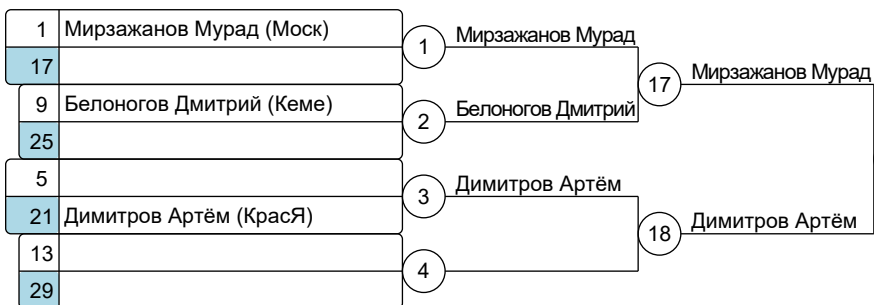 1 Мирзажанов Мурад (Моск)
17
1 Мирзажанов Мурад
9 Белоногов Дмитрий (Кеме)
25
2 Белоногов Дмитрий
17 Мирзажанов Мурад
5
21 Димитров Артём (КрасЯ)
3 Димитров Артём
13
29
4
18 Димитров Артём